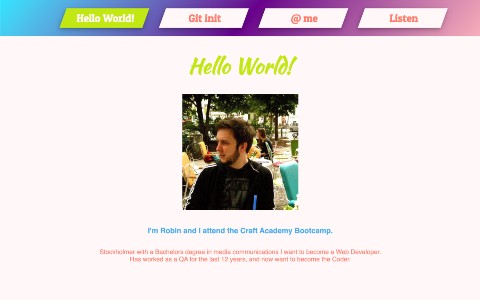 Hello World!
Git init
@ me
Listen
Hello World!
I'm Robin and I attend the Craft Academy Bootcamp.
Stockholmer with a Bachelors degree in media communications I want to become a Web Developer.
Has worked as a QA for the last 12 years, and now want to become the Coder.